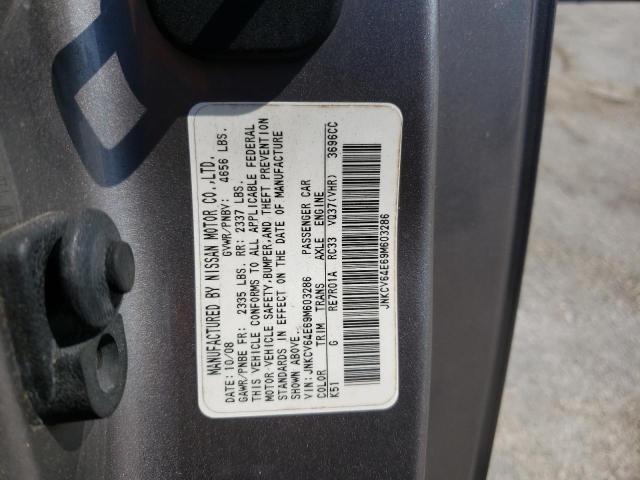 MANUFACTURED BY NISSAN MOTOR CO.,LTD.
DATE:10/08 GVWR/PNBV: 4656 LBS.
GAWR/PNBE FR: 2335 LBS. RR: 2337 LBS.
THIS VEHICLE CONFORMS TO ALL APPLICABLE FEDERAL
MOTOR VEHICLE SAFETY,BUMPER,AND THEFT PREVENTION
STANDARDS IN EFFECT ON THE DATE OF MANUFACTURE
SHOWN ABOVE.
VIN:JNKCV64E69M603286 PASSENGER CAR
COLOR TRIM TRANS AXLE ENGINE
K51 G RE7R01A RC33 VQ37(VHR) 3696CC
JNKCV64E69M603286